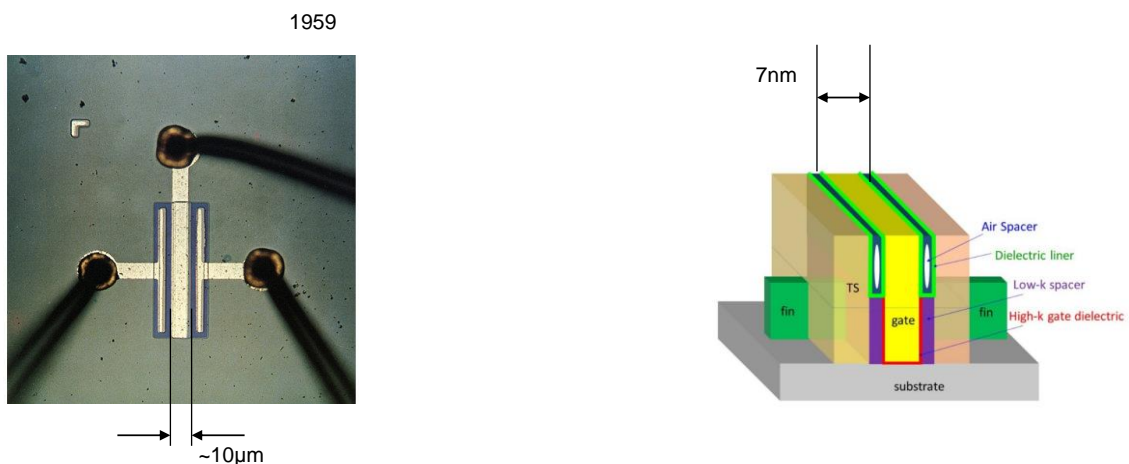 1959
7nm
Air Spacer
Dielectric liner
Low-k spacer
High-k gate dielectric
TS
gate
fin
fin
substrate
~10µm